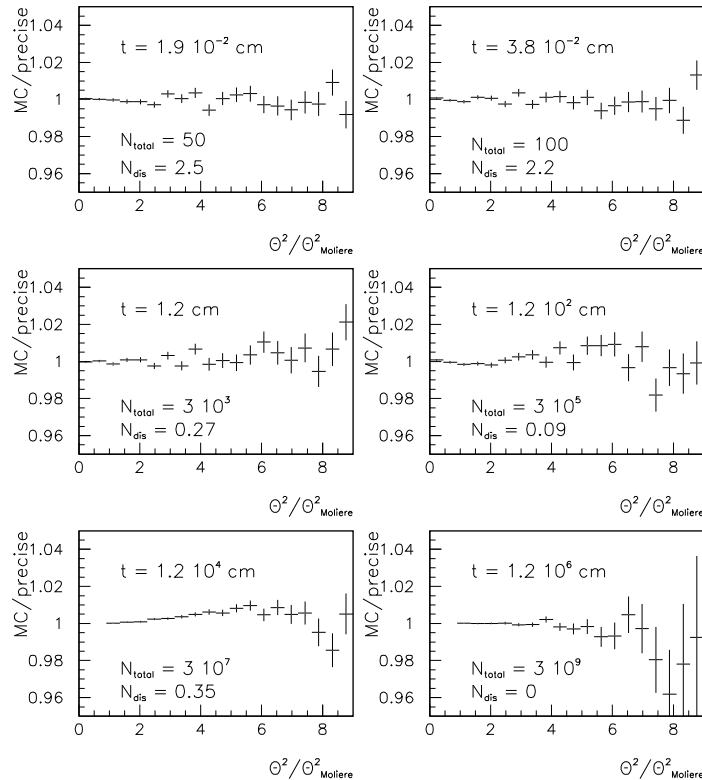 MC/precise
1.04
1.02
1
0.98
0.96
t = 1.9 10⁻² cm
N_total = 50
N_dis = 2.5
0 2 4 6 8
Θ²/Θ²_Moliere
MC/precise
1.04
1.02
1
0.98
0.96
t = 3.8 10⁻² cm
N_total = 100
N_dis = 2.2
0 2 4 6 8
Θ²/Θ²_Moliere
MC/precise
1.04
1.02
1
0.98
0.96
t = 1.2 cm
N_total = 3 10³
N_dis = 0.27
0 2 4 6 8
Θ²/Θ²_Moliere
MC/precise
1.04
1.02
1
0.98
0.96
t = 1.2 10² cm
N_total = 3 10⁵
N_dis = 0.09
0 2 4 6 8
Θ²/Θ²_Moliere
MC/precise
1.04
1.02
1
0.98
0.96
t = 1.2 10⁴ cm
N_total = 3 10⁷
N_dis = 0.35
0 2 4 6 8
Θ²/Θ²_Moliere
MC/precise
1.04
1.02
1
0.98
0.96
t = 1.2 10⁶ cm
N_total = 3 10⁹
N_dis = 0
0 2 4 6 8
Θ²/Θ²_Moliere